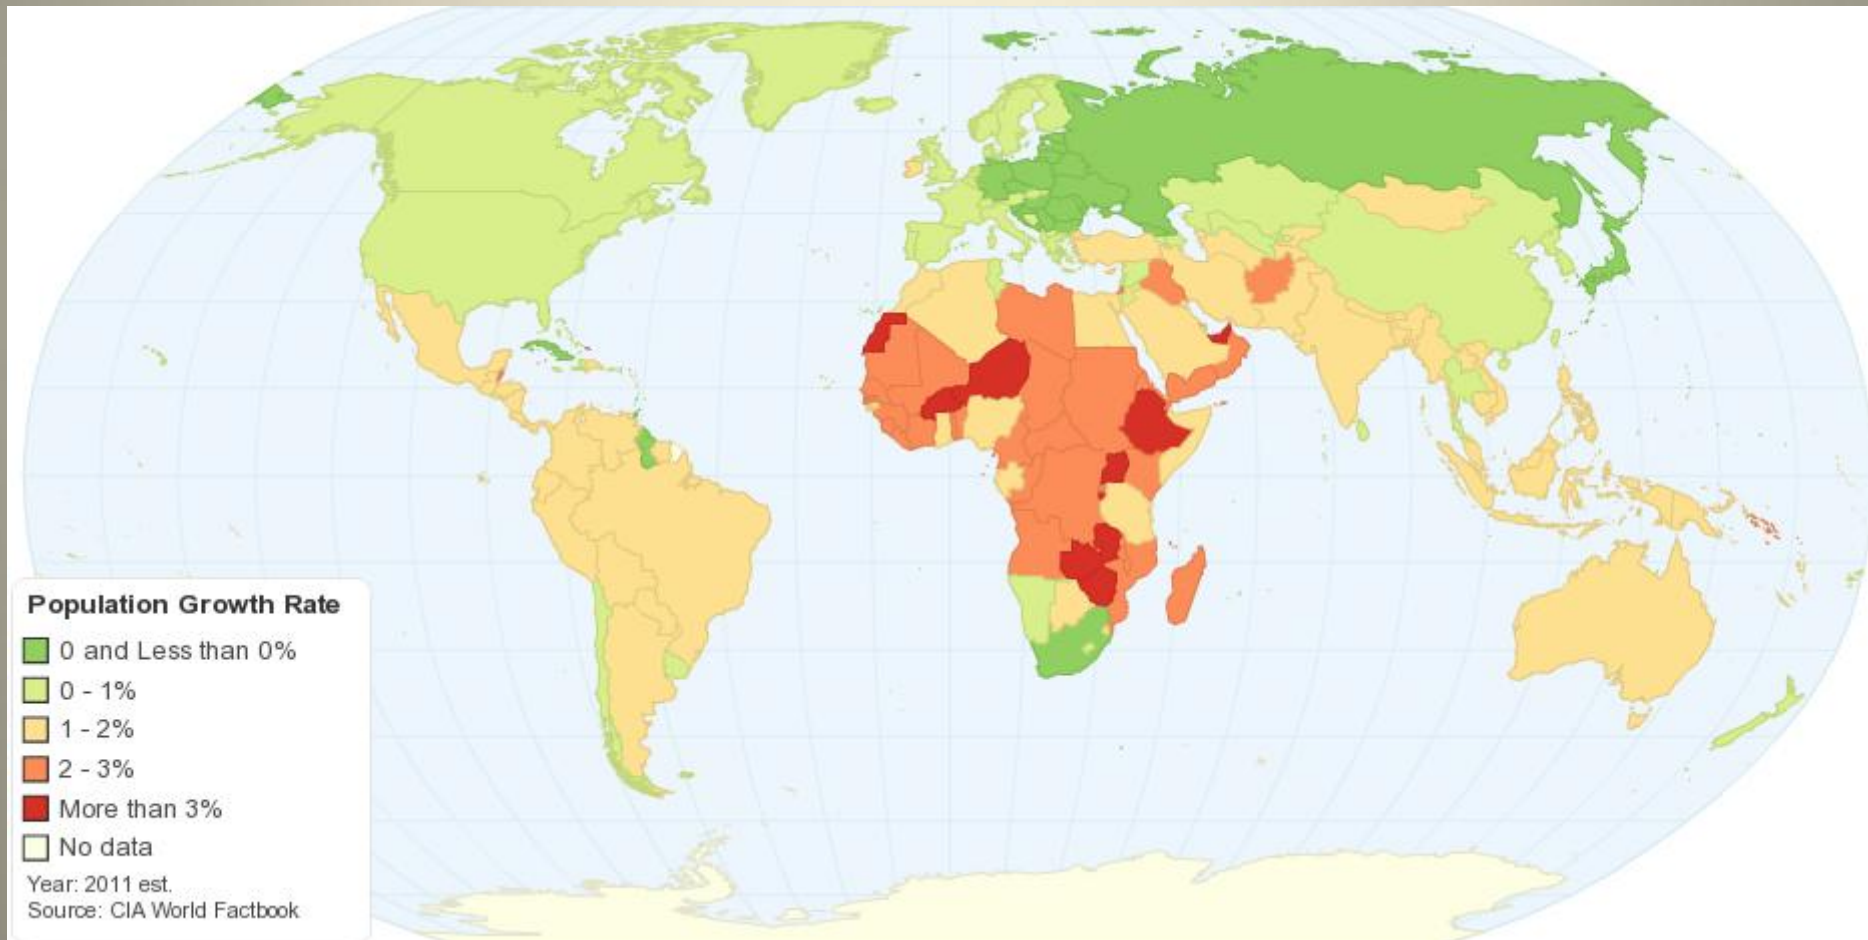 Population Growth Rate
0 and Less than 0%
0 - 1%
1 - 2%
2 - 3%
More than 3%
No data
Year: 2011 est.
Source: CIA World Factbook